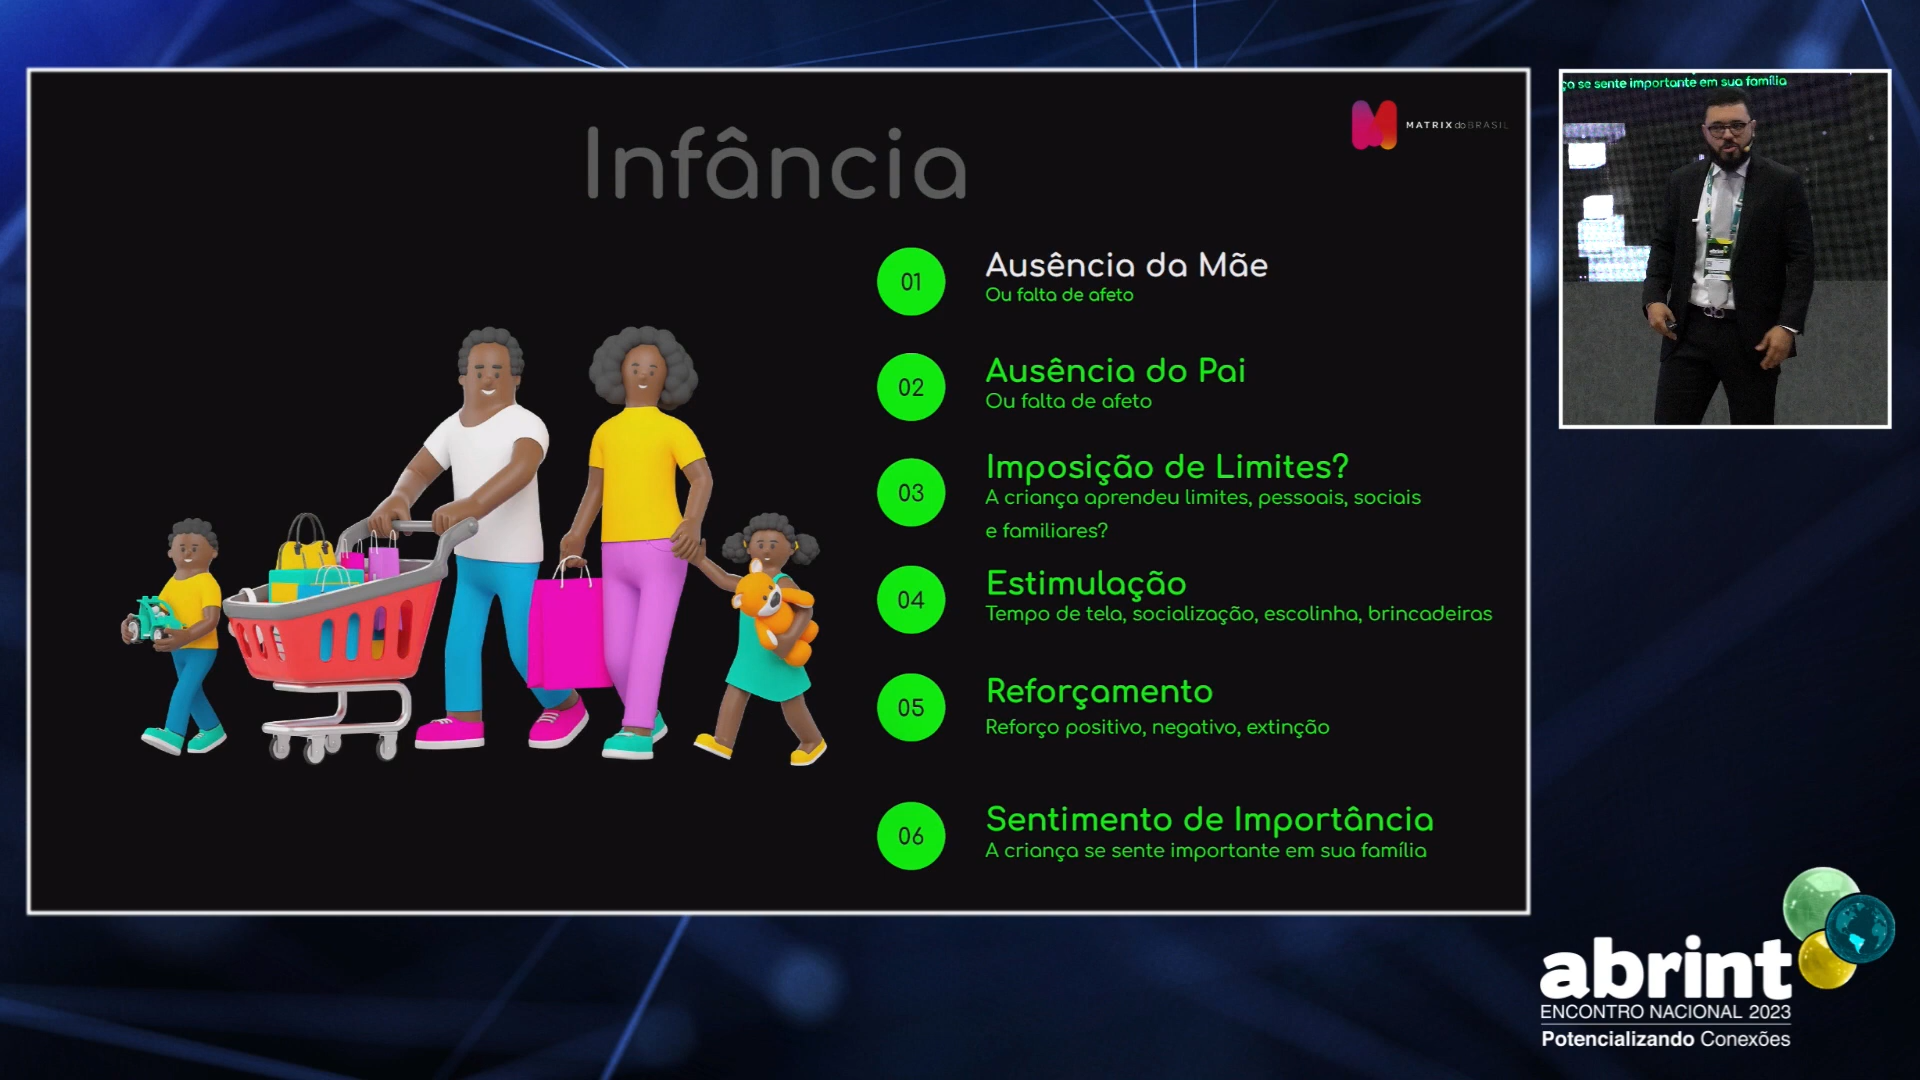 Infância
MATRIX do BRASIL
01
Ausência da Mãe
Ou falta de afeto
02
Ausência do Pai
Ou falta de afeto
03
Imposição de Limites?
A criança aprendeu limites, pessoais, sociais
e familiares?
04
Estimulação
Tempo de tela, socialização, escolinha, brincadeiras
05
Reforçamento
Reforço positivo, negativo, extinção
06
Sentimento de Importância
A criança se sente importante em sua família
se sente importante em sua família
abrint
ENCONTRO NACIONAL 2023
Potencializando Conexões